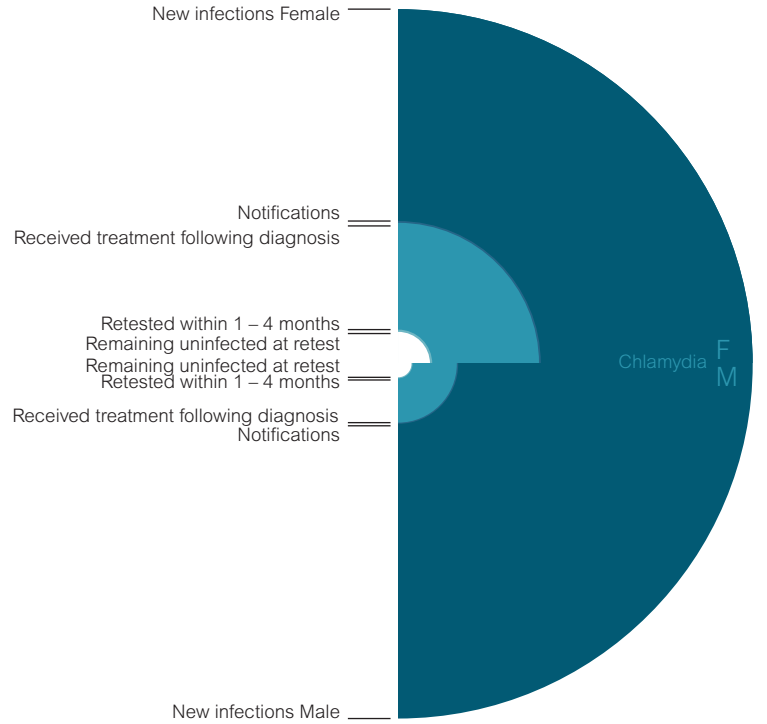 New infections Female
Notifications
Received treatment following diagnosis
Retested within 1 – 4 months
Remaining uninfected at retest
Remaining uninfected at retest
Retested within 1 – 4 months
Chlamydia
F
M
Received treatment following diagnosis
Notifications
New infections Male